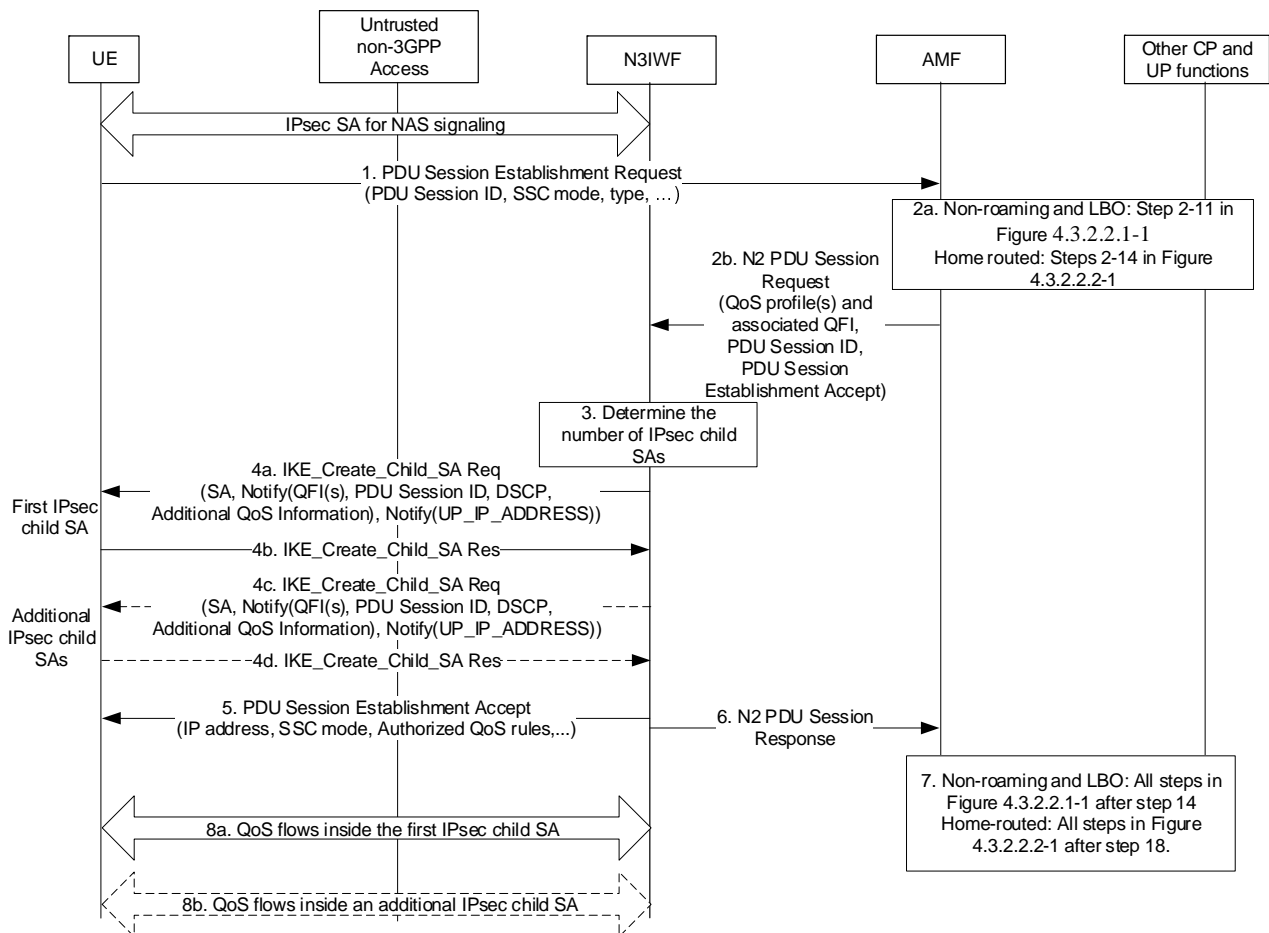 UE
Untrusted
non-3GPP
Access
N3IWF
AMF
Other CP and
UP functions
IPsec SA for NAS signaling
1. PDU Session Establishment Request
(PDU Session ID, SSC mode, type, …)
2a. Non-roaming and LBO: Step 2-11 in
Figure 4.3.2.2.1-1
Home routed: Steps 2-14 in Figure
4.3.2.2.2-1
2b. N2 PDU Session
Request
(QoS profile(s) and
associated QFI,
PDU Session ID,
PDU Session
Establishment Accept)
3. Determine the
number of IPsec child
SAs
First IPsec
child SA
4a. IKE_Create_Child_SA Req
(SA, Notify(QFI(s), PDU Session ID, DSCP,
Additional QoS Information), Notify(UP_IP_ADDRESS))
4b. IKE_Create_Child_SA Res
Additional
IPsec child
SAs
4c. IKE_Create_Child_SA Req
(SA, Notify(QFI(s), PDU Session ID, DSCP,
Additional QoS Information), Notify(UP_IP_ADDRESS))
4d. IKE_Create_Child_SA Res
5. PDU Session Establishment Accept
(IP address, SSC mode, Authorized QoS rules,...)
6. N2 PDU Session
Response
7. Non-roaming and LBO: All steps in
Figure 4.3.2.2.1-1 after step 14
Home-routed: All steps in Figure
4.3.2.2.2-1 after step 18.
8a. QoS flows inside the first IPsec child SA
8b. QoS flows inside an additional IPsec child SA